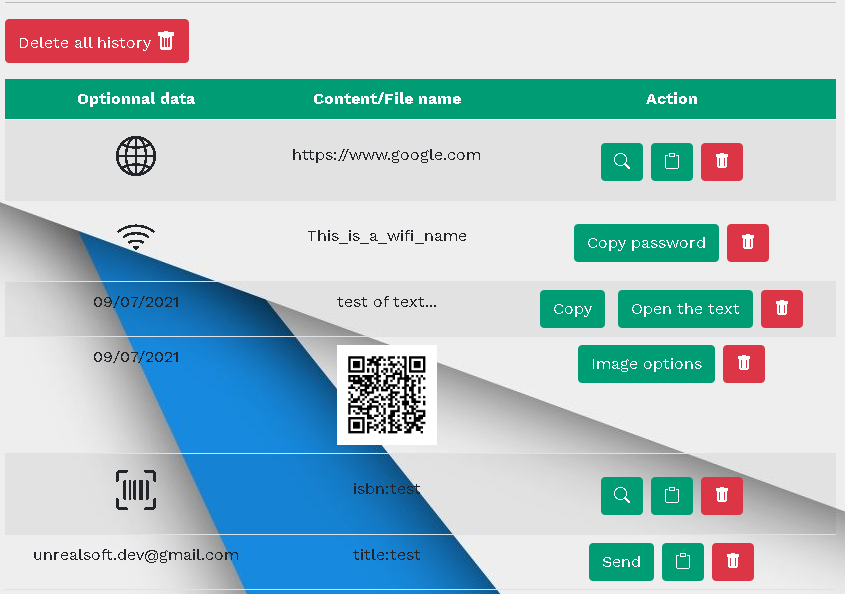 Delete all history
Optionnal data Content/File name Action
https://www.google.com
This_is_a_wifi_name Copy password
09/07/2021 test of text... Copy Open the text
09/07/2021 Image options
isbn:test
unrealsoft.dev@gmail.com title:test Send